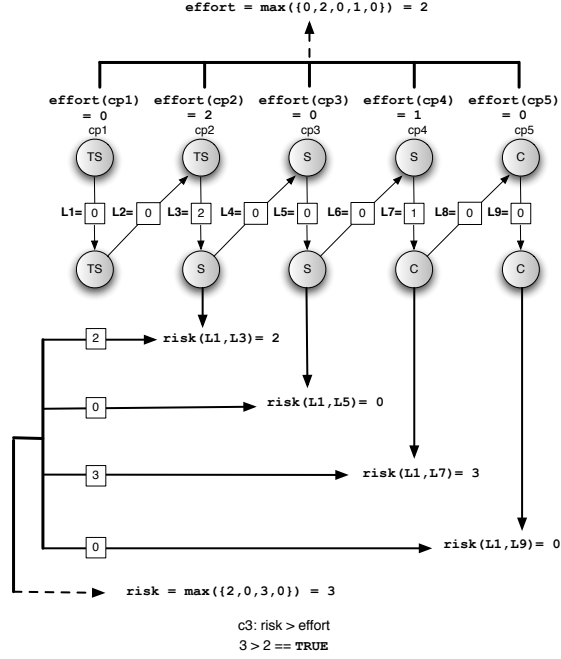 effort = max({0,2,0,1,0}) = 2
effort(cp1) effort(cp2) effort(cp3) effort(cp4) effort(cp5)
= 0 = 2 = 0 = 1 = 0
cp1 cp2 cp3 cp4 cp5
TS TS S S C
L1= 0 L2= 0 L3= 2 L4= 0 L5= 0 L6= 0 L7= 1 L8= 0 L9= 0
TS S S C C
2 risk(L1,L3)= 2
0 risk(L1,L5)= 0
3 risk(L1,L7)= 3
0 risk(L1,L9)= 0
risk = max({2,0,3,0}) = 3
c3: risk > effort
3 > 2 == TRUE